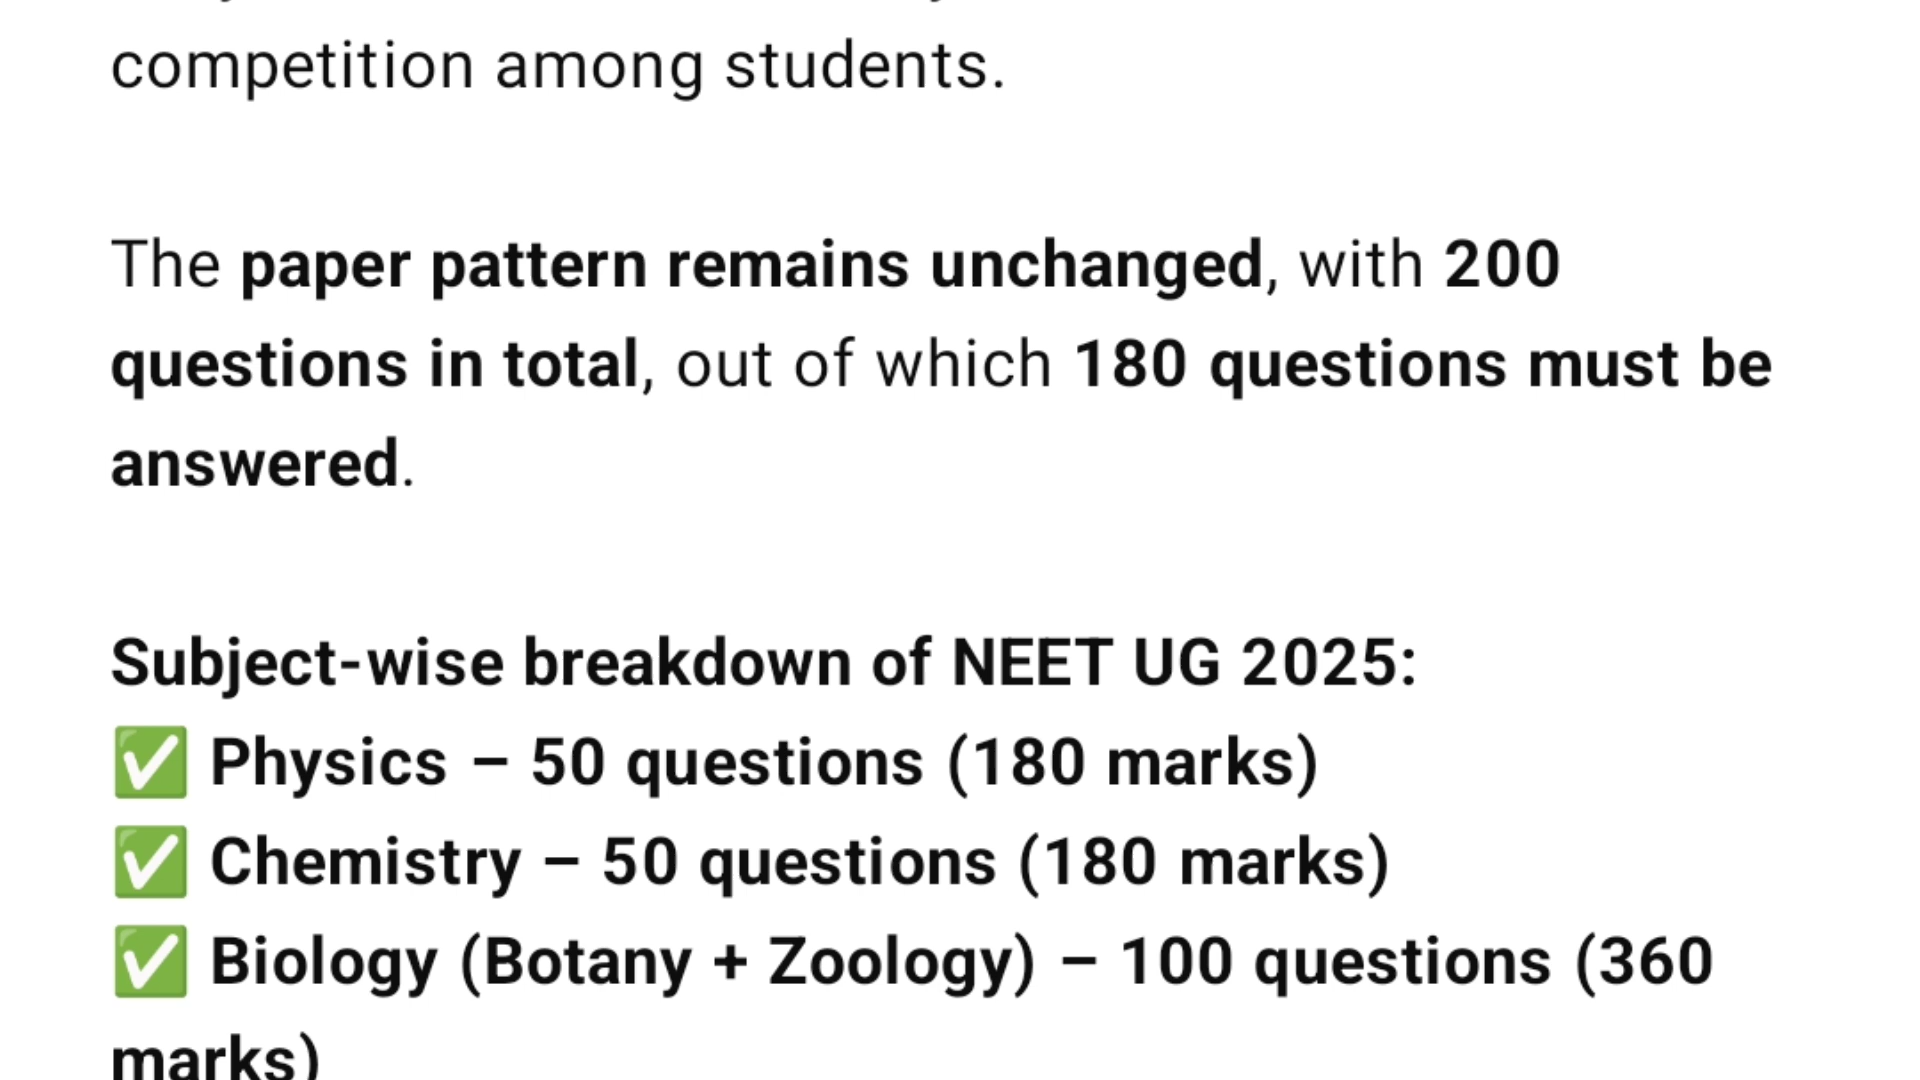 competition among students.
The paper pattern remains unchanged, with 200
questions in total, out of which 180 questions must be
answered.
Subject-wise breakdown of NEET UG 2025:
✅ Physics – 50 questions (180 marks)
✅ Chemistry – 50 questions (180 marks)
✅ Biology (Botany + Zoology) – 100 questions (360
marks)